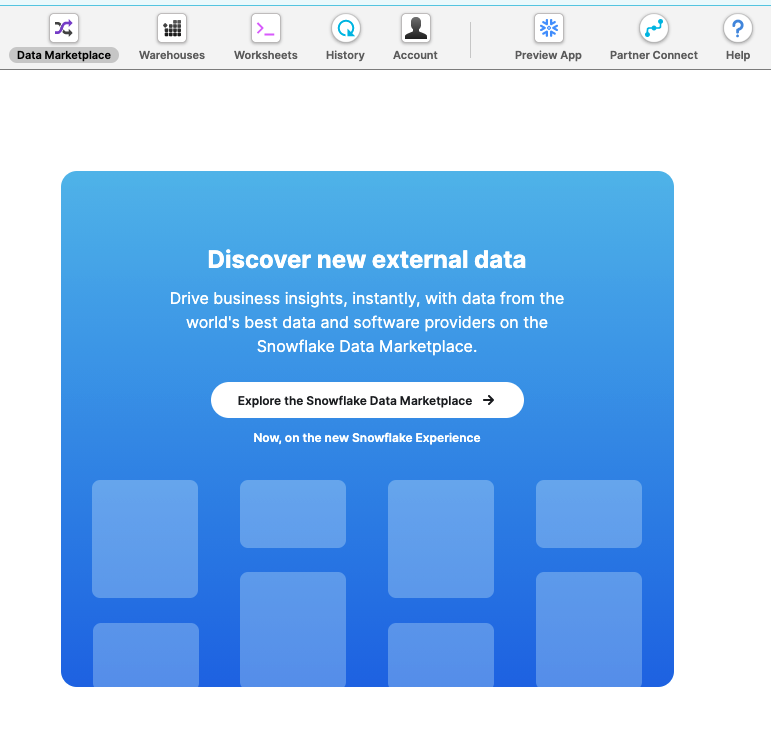 Data Marketplace
Warehouses
Worksheets
History
Account
Preview App
Partner Connect
Help
Discover new external data
Drive business insights, instantly, with data from the
world's best data and software providers on the
Snowflake Data Marketplace.
Explore the Snowflake Data Marketplace →
Now, on the new Snowflake Experience